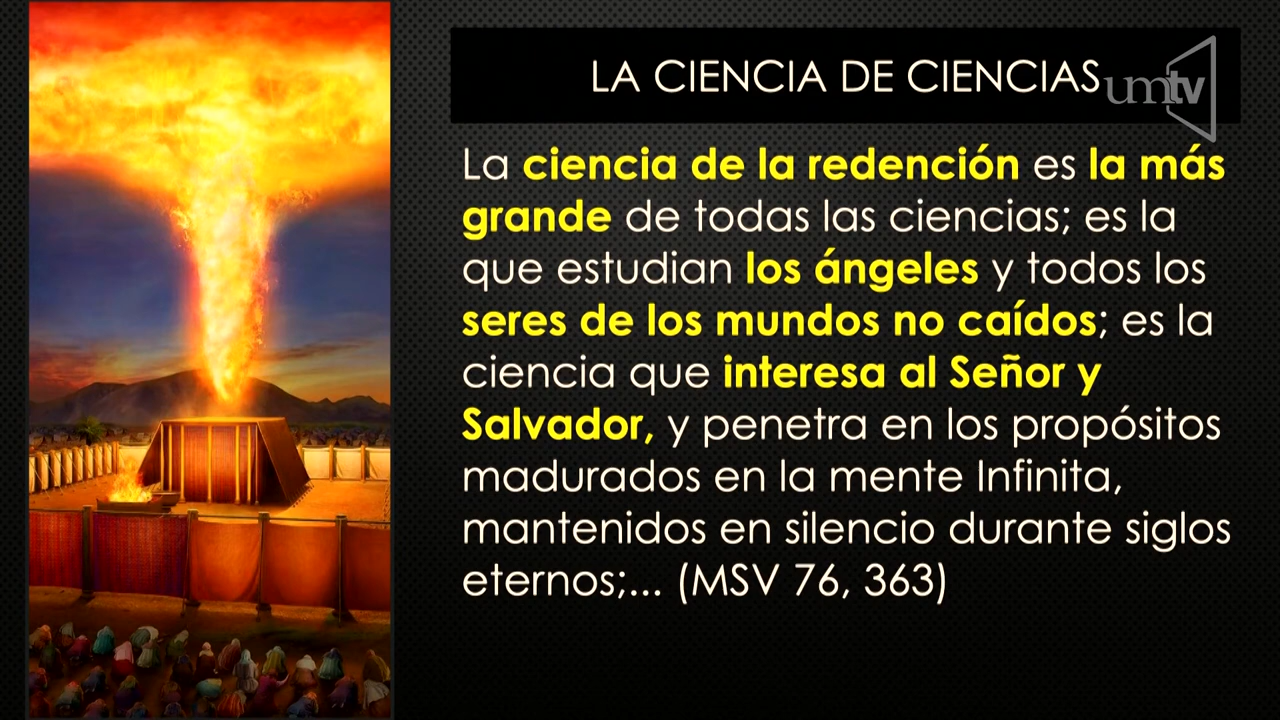 LA CIENCIA DE CIENCIAS
umtv
La ciencia de la redención es la más
grande de todas las ciencias; es la
que estudian los ángeles y todos los
seres de los mundos no caídos; es la
ciencia que interesa al Señor y
Salvador, y penetra en los propósitos
madurados en la mente Infinita,
mantenidos en silencio durante siglos
eternos;... (MSV 76, 363)